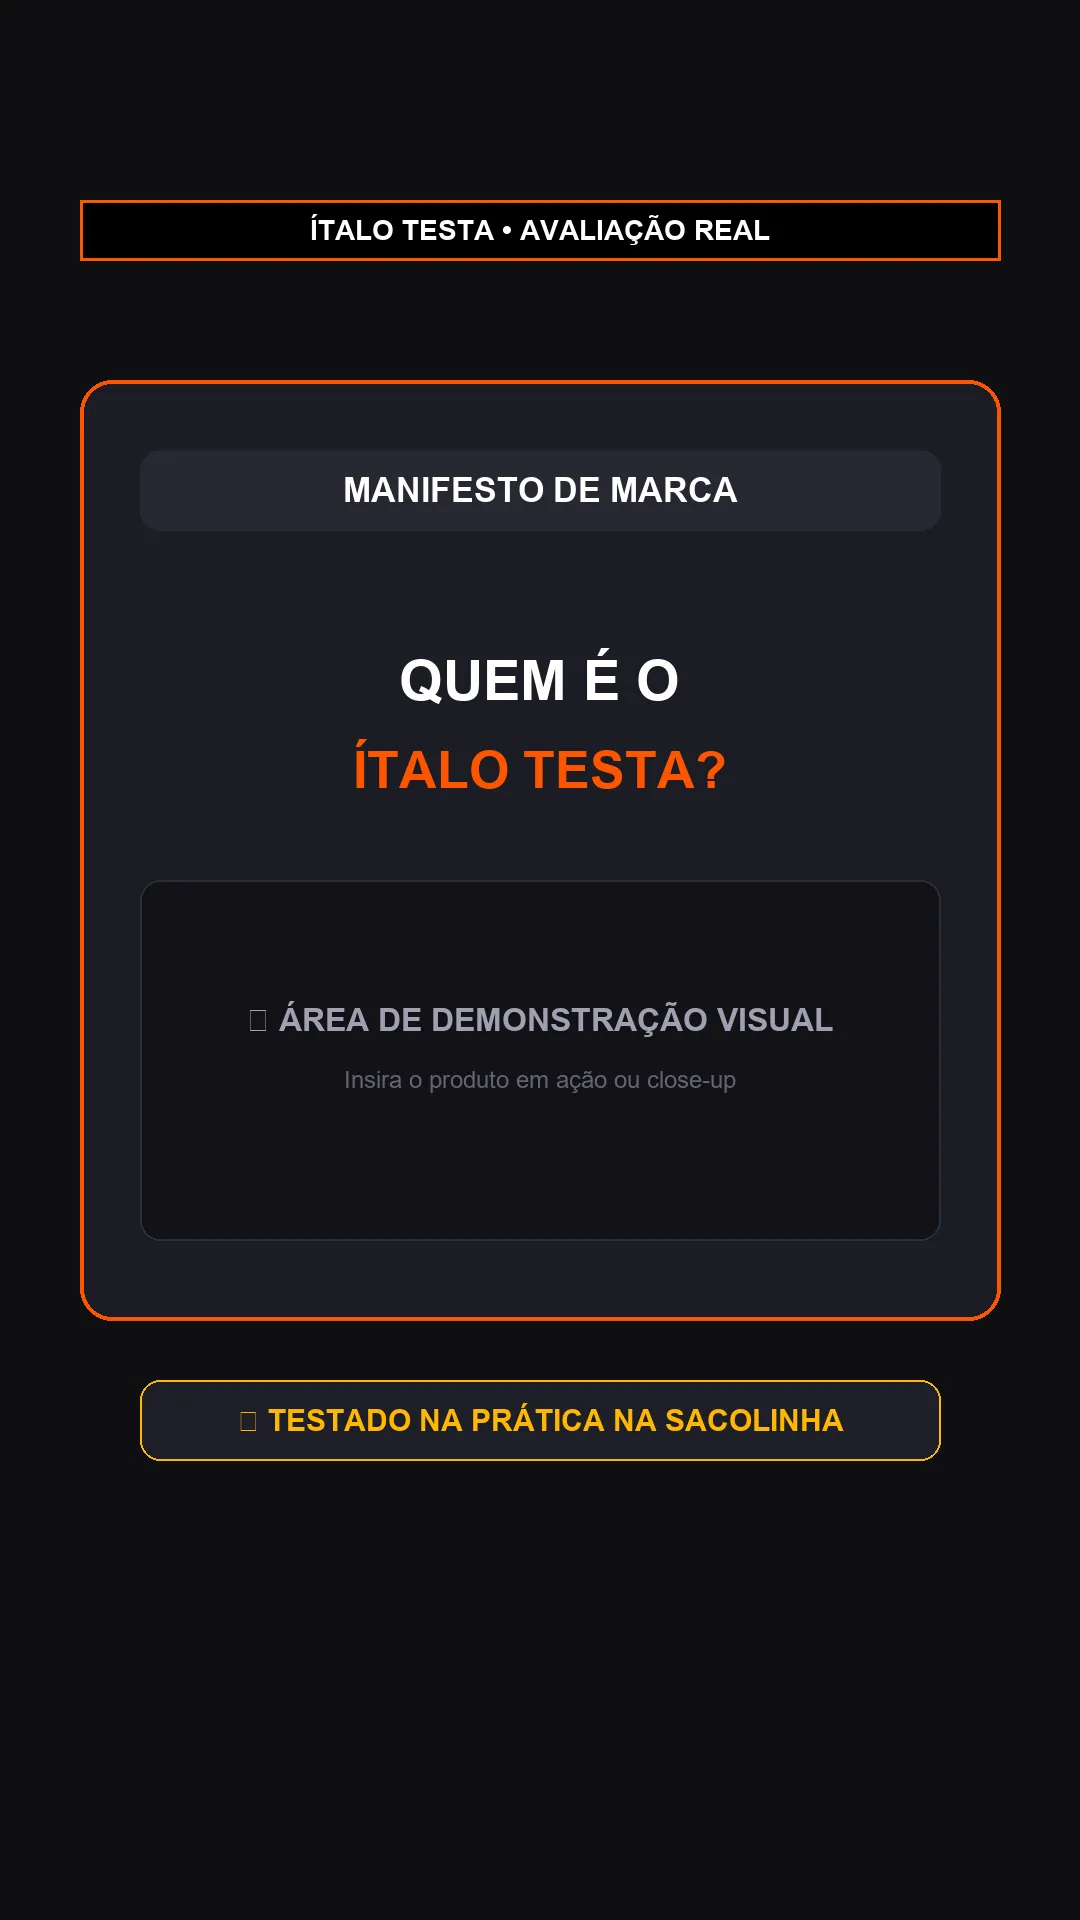 ÍTALO TESTA • AVALIAÇÃO REAL
MANIFESTO DE MARCA
QUEM É O
ÍTALO TESTA?
ÁREA DE DEMONSTRAÇÃO VISUAL
Insira o produto em ação ou close-up
TESTADO NA PRÁTICA NA SACOLINHA